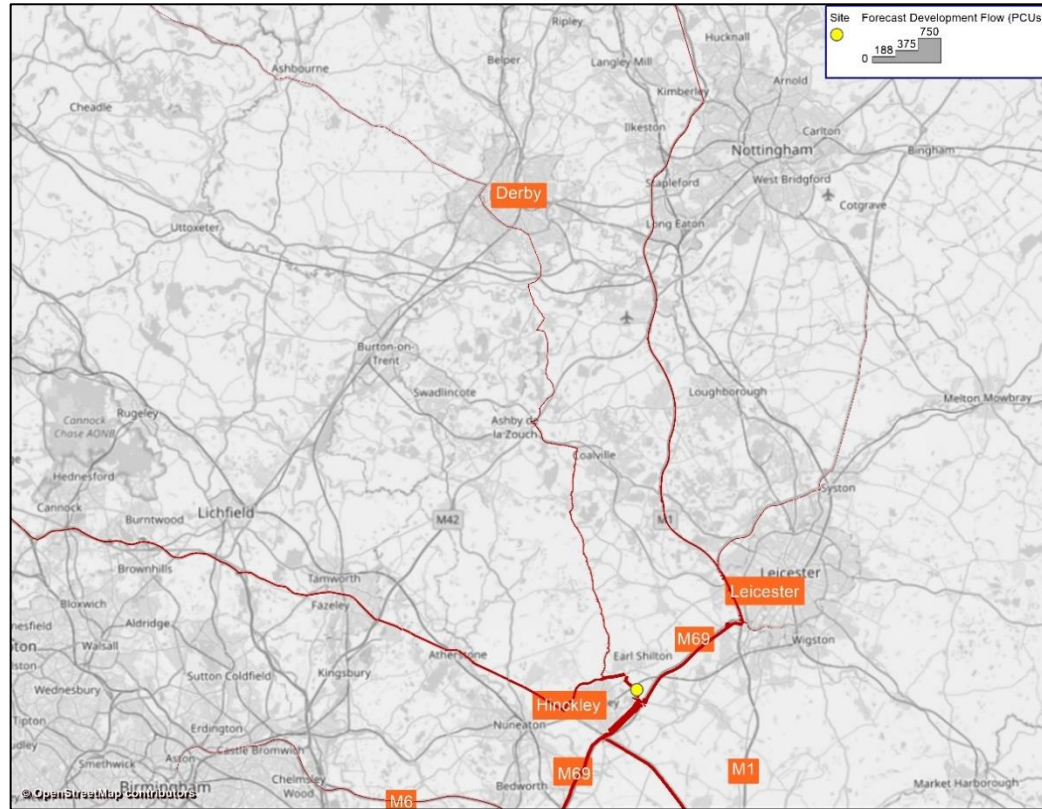 Site Forecast Development Flow (PCUs
750
375
188
0
Ripley
Hucknall
Belper
Langley Mill
Arnold
Ashbourne
Kimberley
Cheadle
Ilkeston
Carlton
Nottingham
Bingham
Stapleford
West Bridgford
Derby
Cotgrave
Uttoxeter
Long Eaton
Burton-on-
Trent
Swadlincote
Loughborough
Melton Mowbray
Rugeley
Cannock
Chase AONB
Ashby de
la Zouch
Coalville
Hednesford
Syston
Cannock
Burntwood
Lichfield
M42
M1
Brownhills
Tamworth
Leicester
Leicester
Fazeley
Bloxwich
Aldridge
Wigston
M69
Walsall
Kingsbury
Atherstone
Earl Shilton
Sutton Coldfield
Wednesbury
Hinckley
ley
Tipton
Nuneaton
Erdington
Castle Bromwich
Smethwick
Aston
M69
M1
Birmingham
Chelmsley
Wood
Bedworth
Market Harborough
M6
© OpenStreetMap contributors